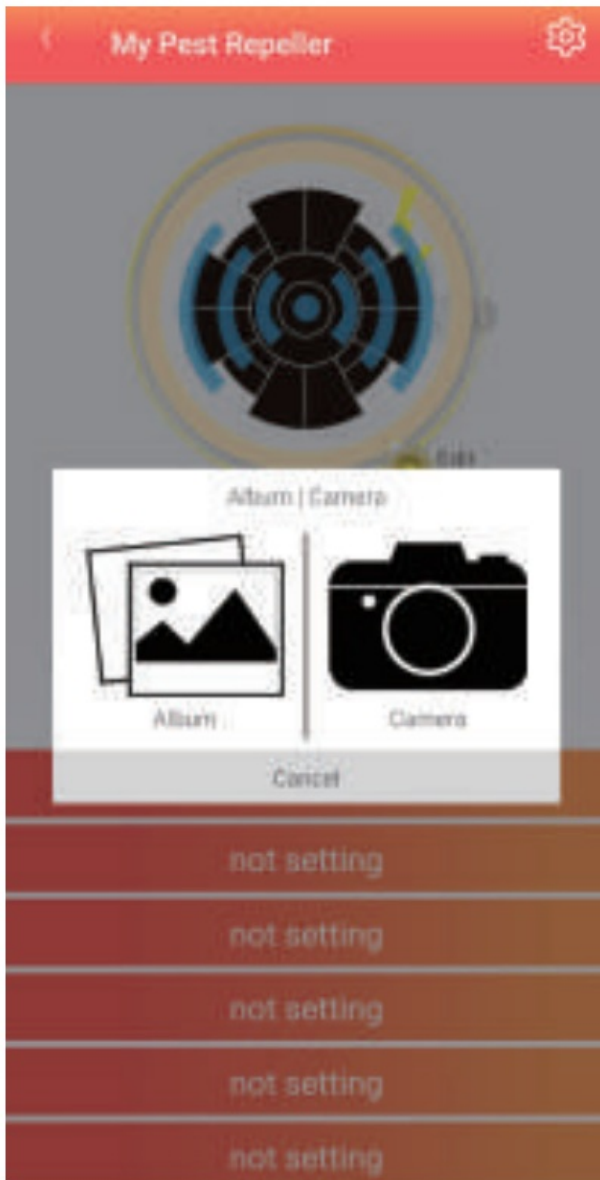 My Pest Repeller
Album | Camera
Album
Camera
Cancel
not setting
not setting
not setting
not setting
not setting